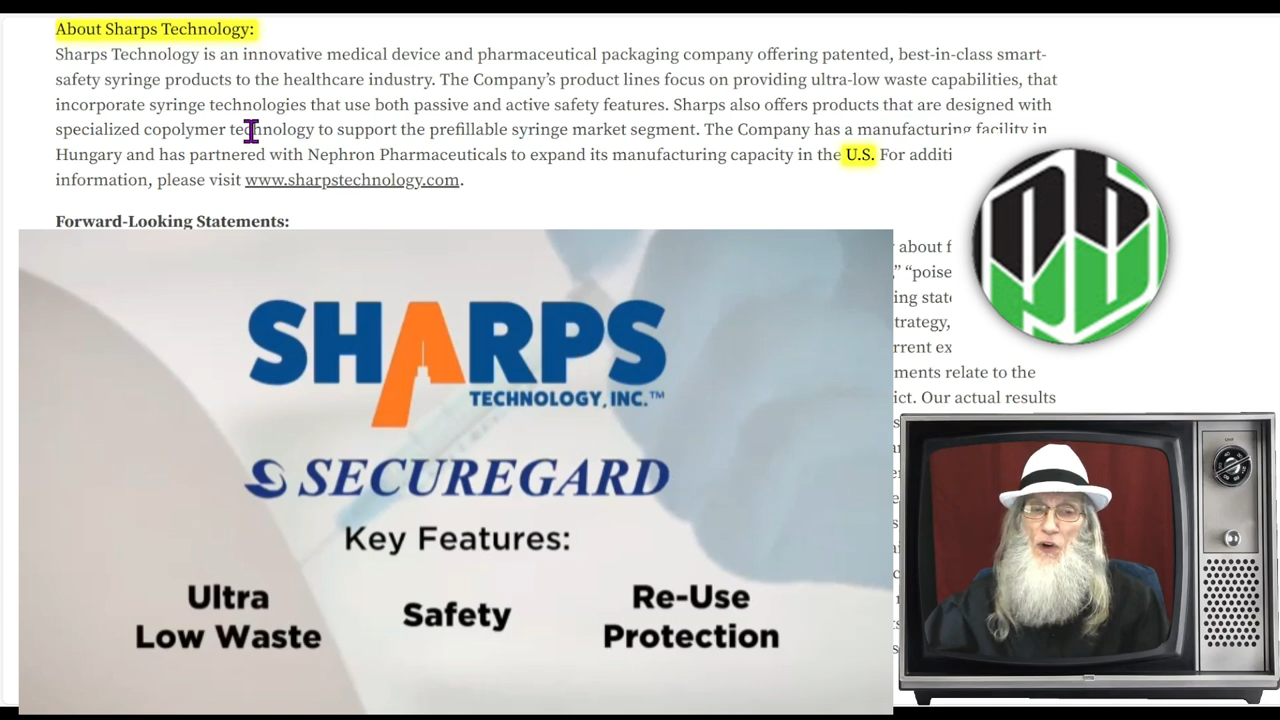 About Sharps Technology:
Sharps Technology is an innovative medical device and pharmaceutical packaging company offering patented, best-in-class smart-
safety syringe products to the healthcare industry. The Company's product lines focus on providing ultra-low waste capabilities, that
incorporate syringe technologies that use both passive and active safety features. Sharps also offers products that are designed with
specialized copolymer technology to support the prefillable syringe market segment. The Company has a manufacturing facility in
Hungary and has partnered with Nephron Pharmaceuticals to expand its manufacturing capacity in the U.S. For additi
information, please visit www.sharpstechnology.com.
Forward-Looking Statements:
about f
" "poise
ing state
trategy,
rrent ex
ments relate to the
ict. Our actual results
SHARPS
TECHNOLOGY, INC.™
SECUREGARD
Key Features:
Ultra
Low Waste
Safety
Re-Use
Protection